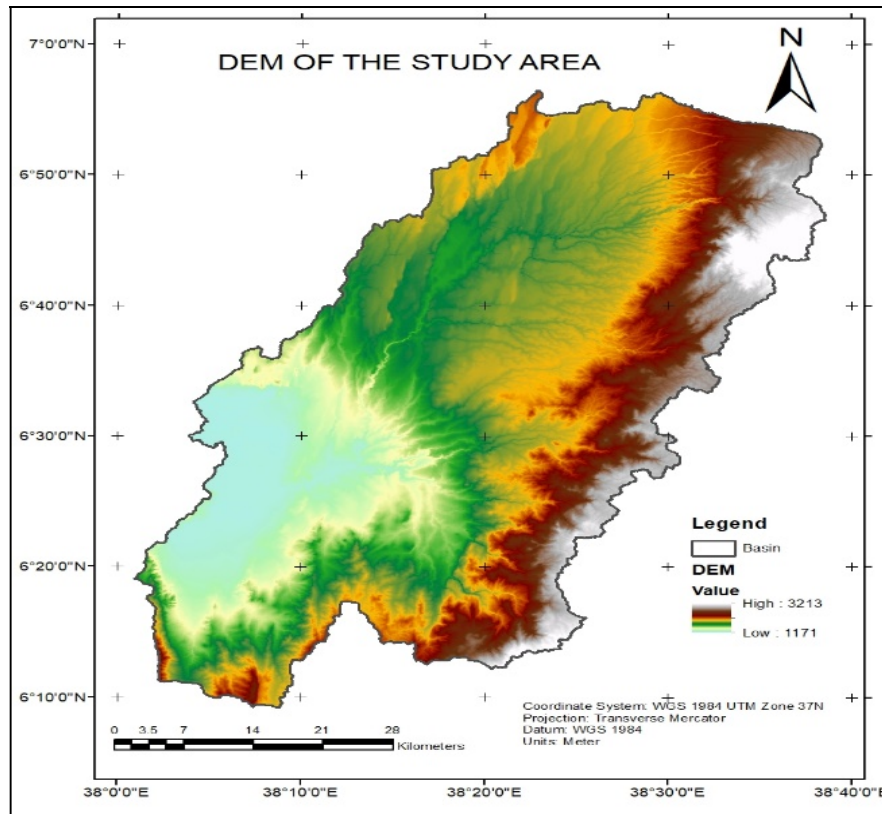 7°0'0"N
DEM OF THE STUDY AREA
N
6°50'0"N
6°40'0"N
6°30'0"N
6°20'0"N
6°10'0"N
Legend
Basin
DEM
Value
High : 3213
Low : 1171
Coordinate System: WGS 1984 UTM Zone 37N
Projection: Transverse Mercator
Datum: WGS 1984
Units: Meter
0 3.5 7 14 21 28
Kilometers
38°0'0"E 38°10'0"E 38°20'0"E 38°30'0"E 38°40'0"E